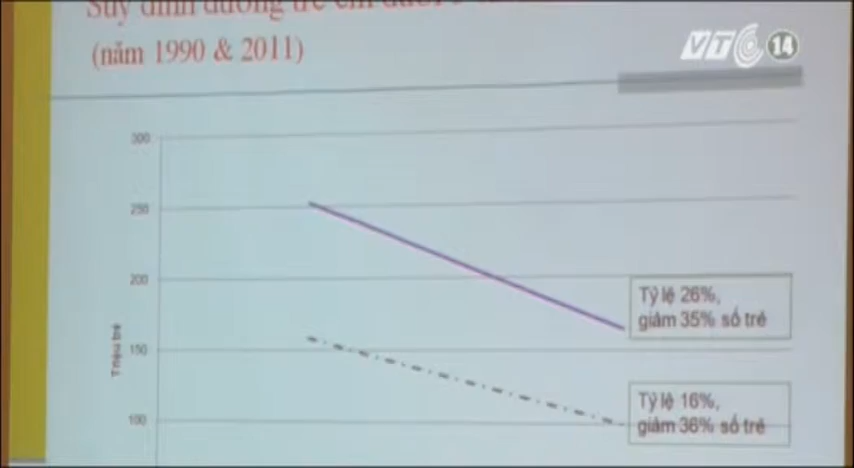 (năm 1990 & 2011)
VTC 14
300
250
200
150
100
Triệu trẻ
Tỷ lệ 26%,
giảm 35% số trẻ
Tỷ lệ 16%,
giảm 36% số trẻ